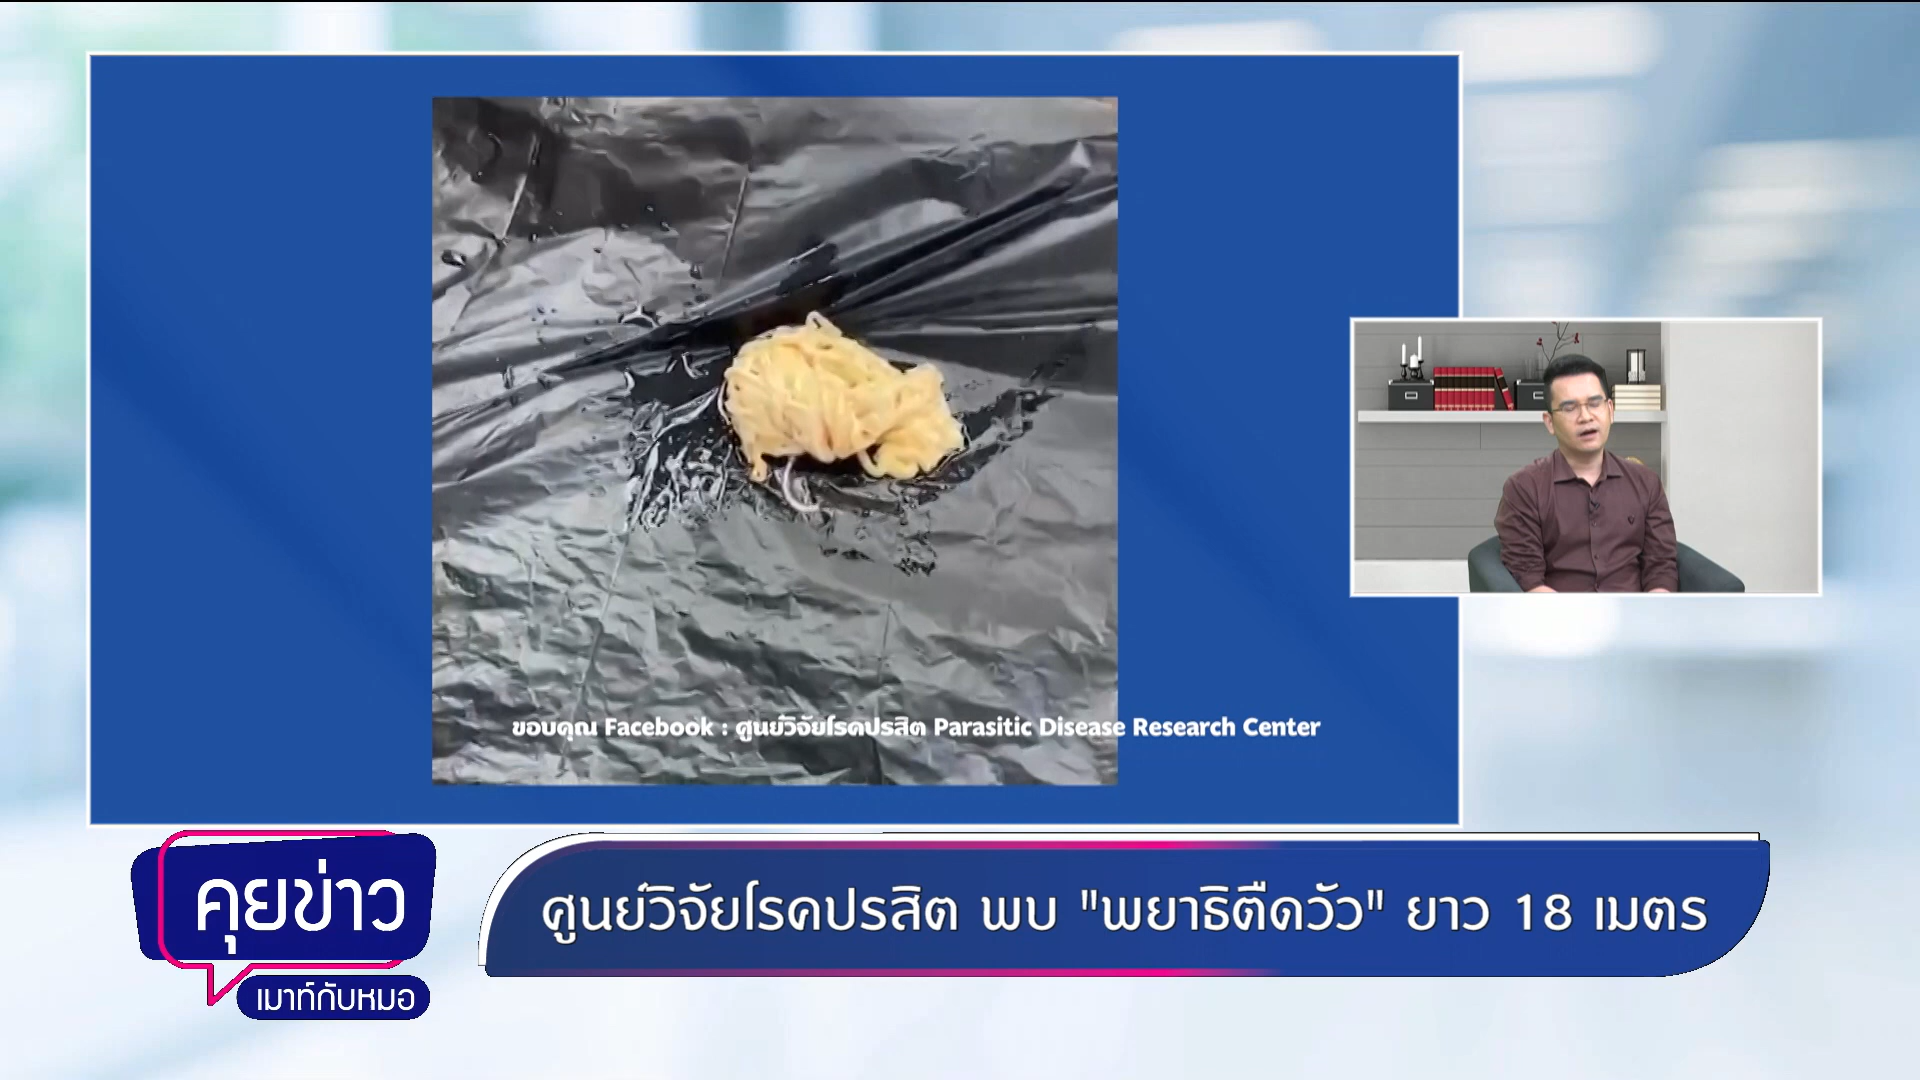 ขอบคุณ Facebook : ศูนย์วิจัยโรคปรสิต Parasitic Disease Research Center
คุยข่าว
เมาท์กับหมอ
ศูนย์วิจัยโรคปรสิต พบ "พยาธิตืดวัว" ยาว 18 เมตร